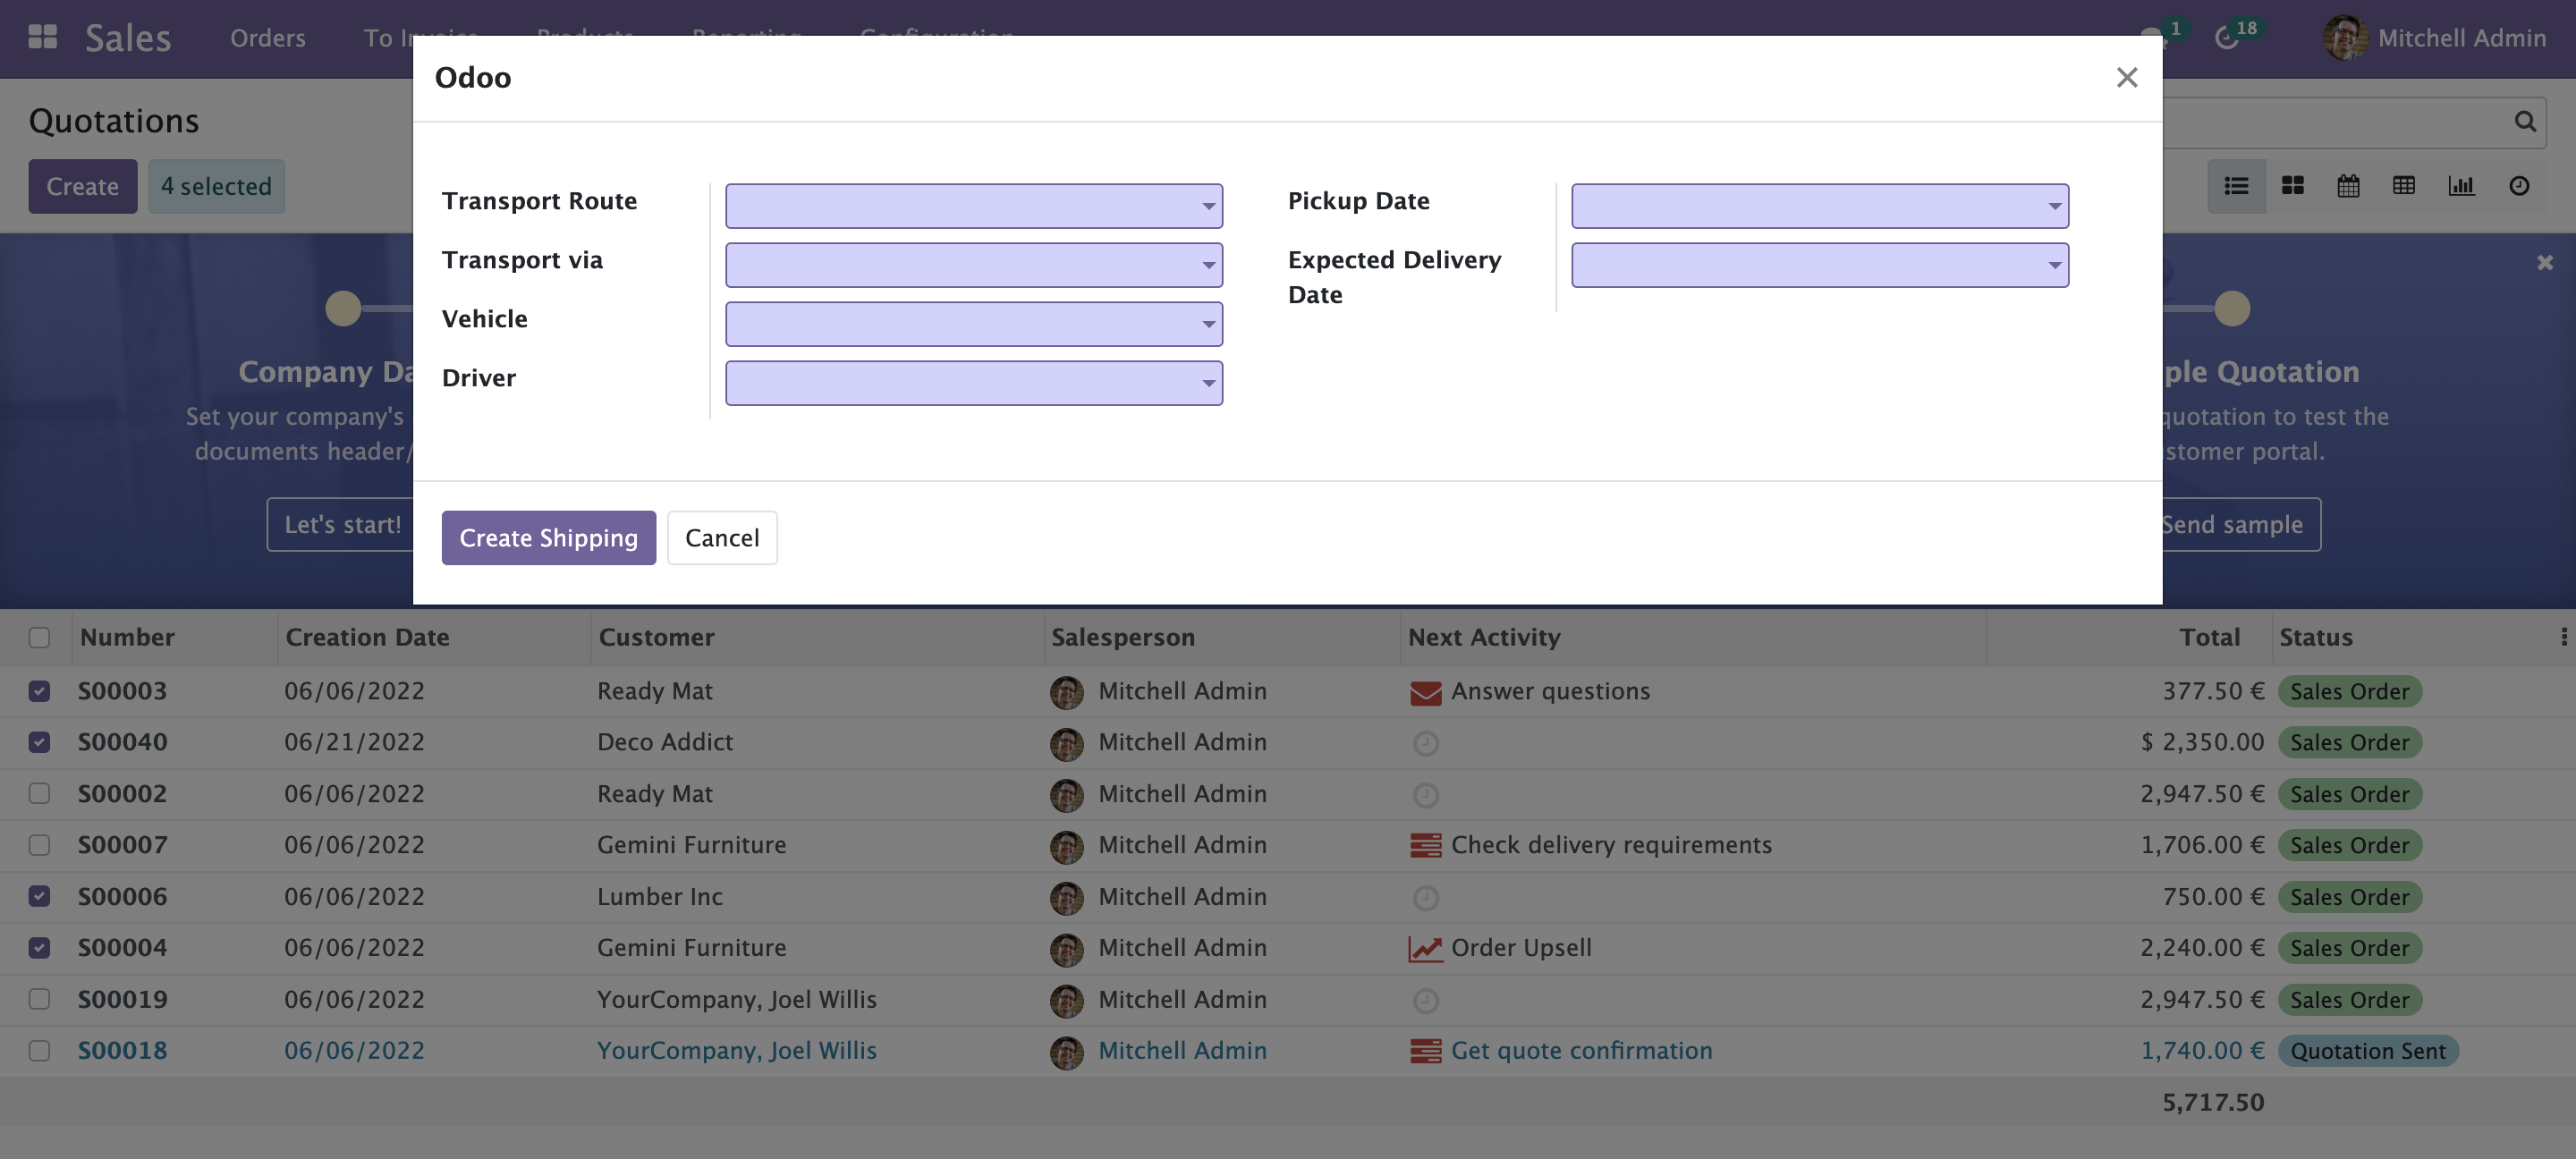 Sales Orders To Invoice Products Reporting Configuration 1 18 Mitchell Admin
Odoo
Quotations
Create 4 selected
Transport Route
Transport via
Vehicle
Driver
Pickup Date
Expected Delivery
Date
Create Shipping Cancel
Company Da
Set your company's
documents header/
Let's start!
ple Quotation
quotation to test the
stomer portal.
Send sample
Number Creation Date Customer Salesperson Next Activity Total Status
S00003 06/06/2022 Ready Mat Mitchell Admin Answer questions 377.50 € Sales Order
S00040 06/21/2022 Deco Addict Mitchell Admin $ 2,350.00 Sales Order
S00002 06/06/2022 Ready Mat Mitchell Admin 2,947.50 € Sales Order
S00007 06/06/2022 Gemini Furniture Mitchell Admin Check delivery requirements 1,706.00 € Sales Order
S00006 06/06/2022 Lumber Inc Mitchell Admin 750.00 € Sales Order
S00004 06/06/2022 Gemini Furniture Mitchell Admin Order Upsell 2,240.00 € Sales Order
S00019 06/06/2022 YourCompany, Joel Willis Mitchell Admin 2,947.50 € Sales Order
S00018 06/06/2022 YourCompany, Joel Willis Mitchell Admin Get quote confirmation 1,740.00 € Quotation Sent
5,717.50